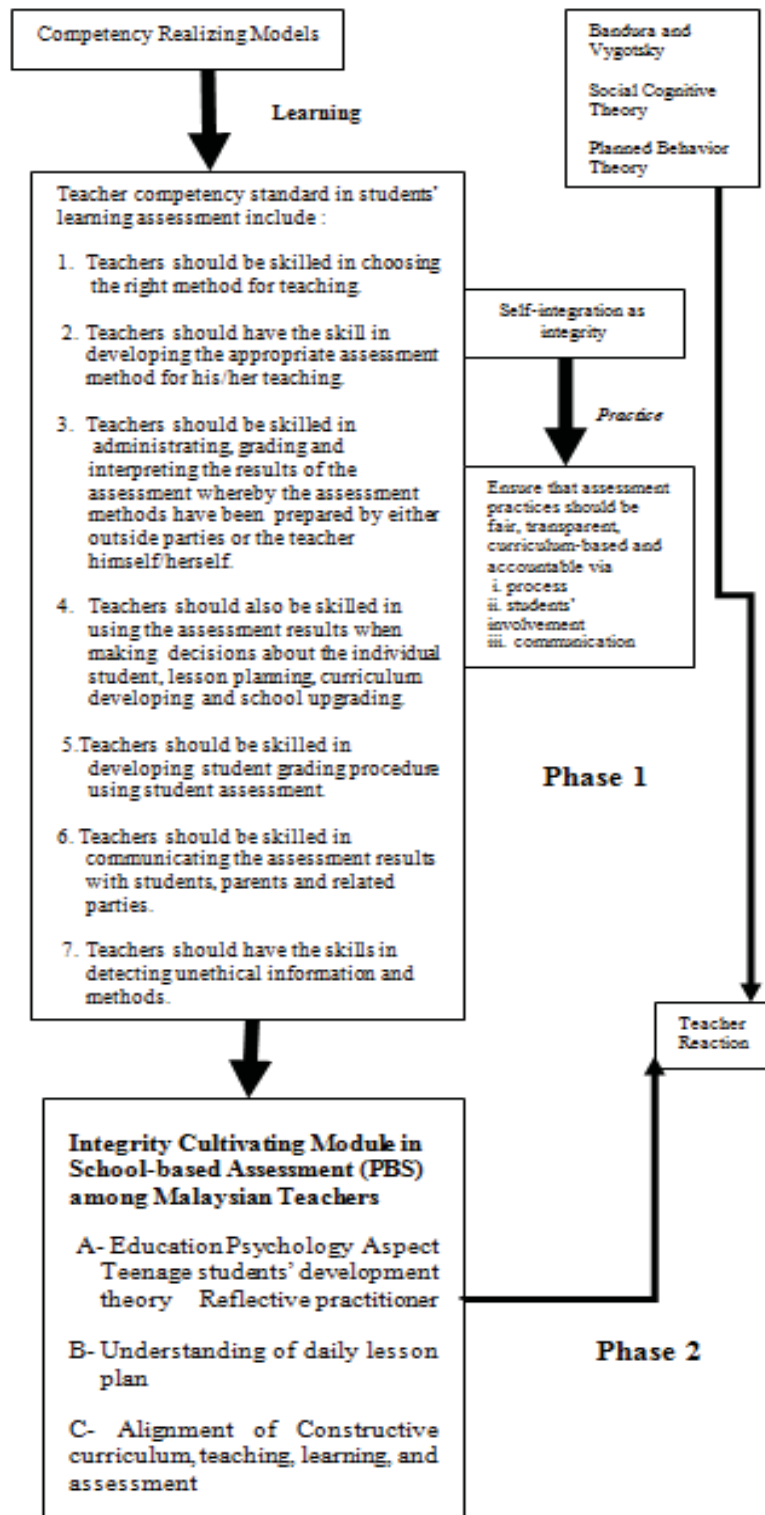 Competency Realizing Models
Learning
Bandura and
Vygotsky
Social Cognitive
Theory
Planned Behavior
Theory
Teacher competency standard in students'
learning assessment include :
1. Teachers should be skilled in choosing
the right method for teaching.
2. Teachers should have the skill in
developing the appropriate assessment
method for his/her teaching.
3. Teachers should be skilled in
administrating, grading and
interpreting the results of the
assessment whereby the assessment
methods have been prepared by either
outside parties or the teacher
himself/herself.
4. Teachers should also be skilled in
using the assessment results when
making decisions about the individual
student, lesson planning, curriculum
developing and school upgrading.
5.Teachers should be skilled in
developing student grading procedure
using student assessment.
6. Teachers should be skilled in
communicating the assessment results
with students, parents and related
parties.
7. Teachers should have the skills in
detecting unethical information and
methods.
Self-integration as
integrity
Practice
Ensure that assessment
practices should be
fair, transparent,
curriculum-based and
accountable via
i. process
ii. students'
involvement
iii. communication
Phase 1
Teacher
Reaction
Integrity Cultivating Module in
School-based Assessment (PBS)
among Malaysian Teachers
A- Education Psychology Aspect
Teenage students' development
theory Reflective practitioner
B- Understanding of daily lesson
plan
C- Alignment of Constructive
curriculum, teaching, learning, and
assessment
Phase 2